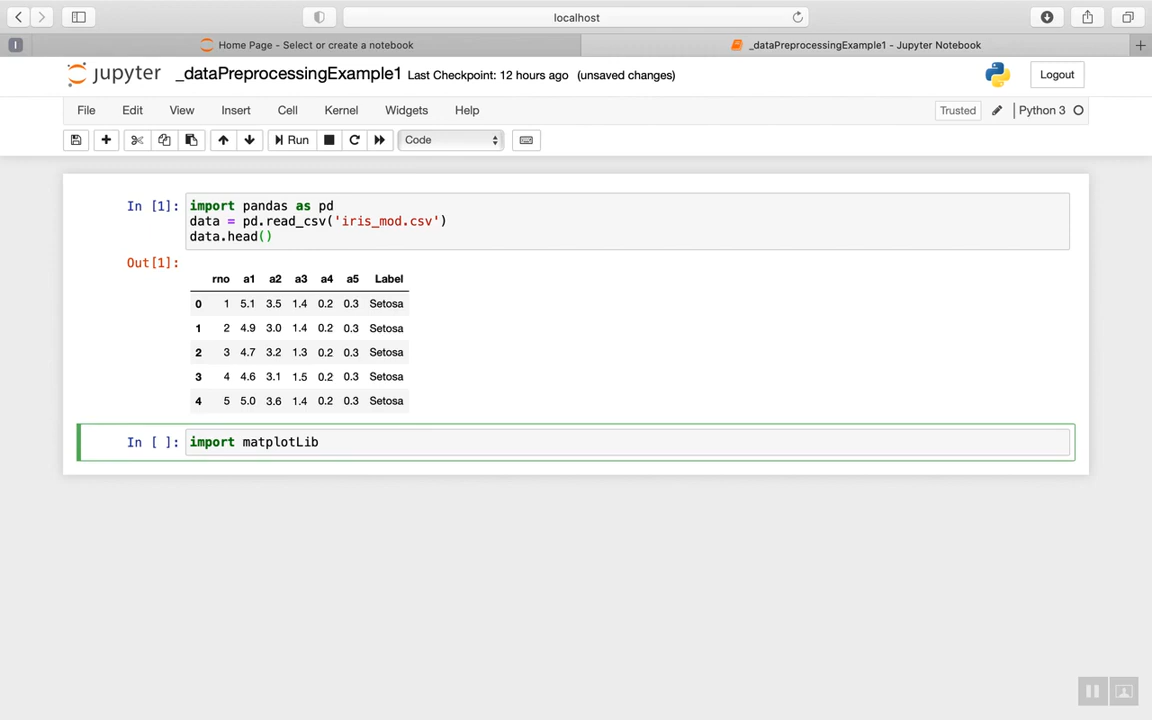 localhost
I
Home Page - Select or create a notebook
_dataPreprocessingExample1 - Jupyter Notebook
jupyter _dataPreprocessingExample1 Last Checkpoint: 12 hours ago (unsaved changes)
Logout
File Edit View Insert Cell Kernel Widgets Help
Trusted
Python 3
Run
Code
In [1]: import pandas as pd
data = pd.read_csv('iris_mod.csv')
data.head()
Out[1]:
rno a1 a2 a3 a4 a5 Label
0 1 5.1 3.5 1.4 0.2 0.3 Setosa
1 2 4.9 3.0 1.4 0.2 0.3 Setosa
2 3 4.7 3.2 1.3 0.2 0.3 Setosa
3 4 4.6 3.1 1.5 0.2 0.3 Setosa
4 5 5.0 3.6 1.4 0.2 0.3 Setosa
In [ ]: import matplotLib